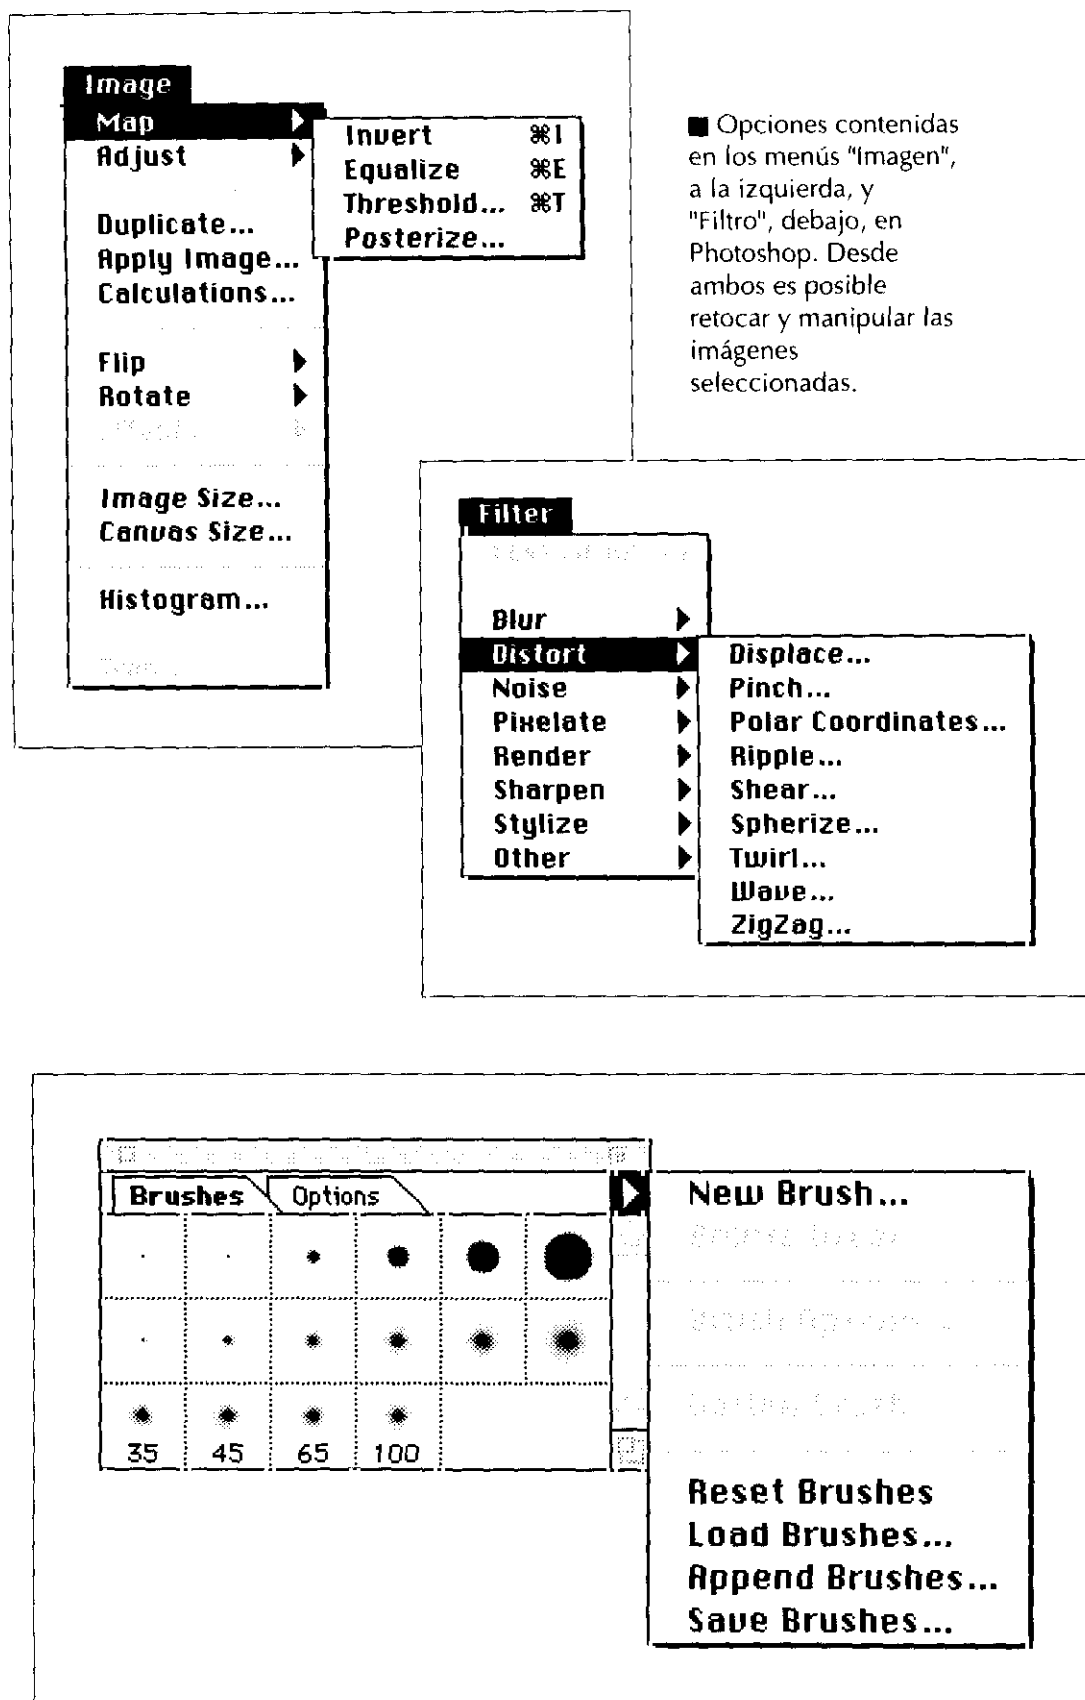 Image
Map
Adjust
Duplicate...
Apply Image...
Calculations...
Flip
Rotate
Image Size...
Canvas Size...
Histogram...
Invert ⌘I
Equalize ⌘E
Threshold... ⌘T
Posterize...
■ Opciones contenidas
en los menús "Imagen",
a la izquierda, y
"Filtro", debajo, en
Photoshop. Desde
ambos es posible
retocar y manipular las
imágenes
seleccionadas.
Filter
Blur
Distort
Noise
Pixelate
Render
Sharpen
Stylize
Other
Displace...
Pinch...
Polar Coordinates...
Ripple...
Shear...
Spherize...
Twirl...
Wave...
ZigZag...
Brushes Options
35 45 65 100
New Brush...
Reset Brushes
Load Brushes...
Append Brushes...
Save Brushes...